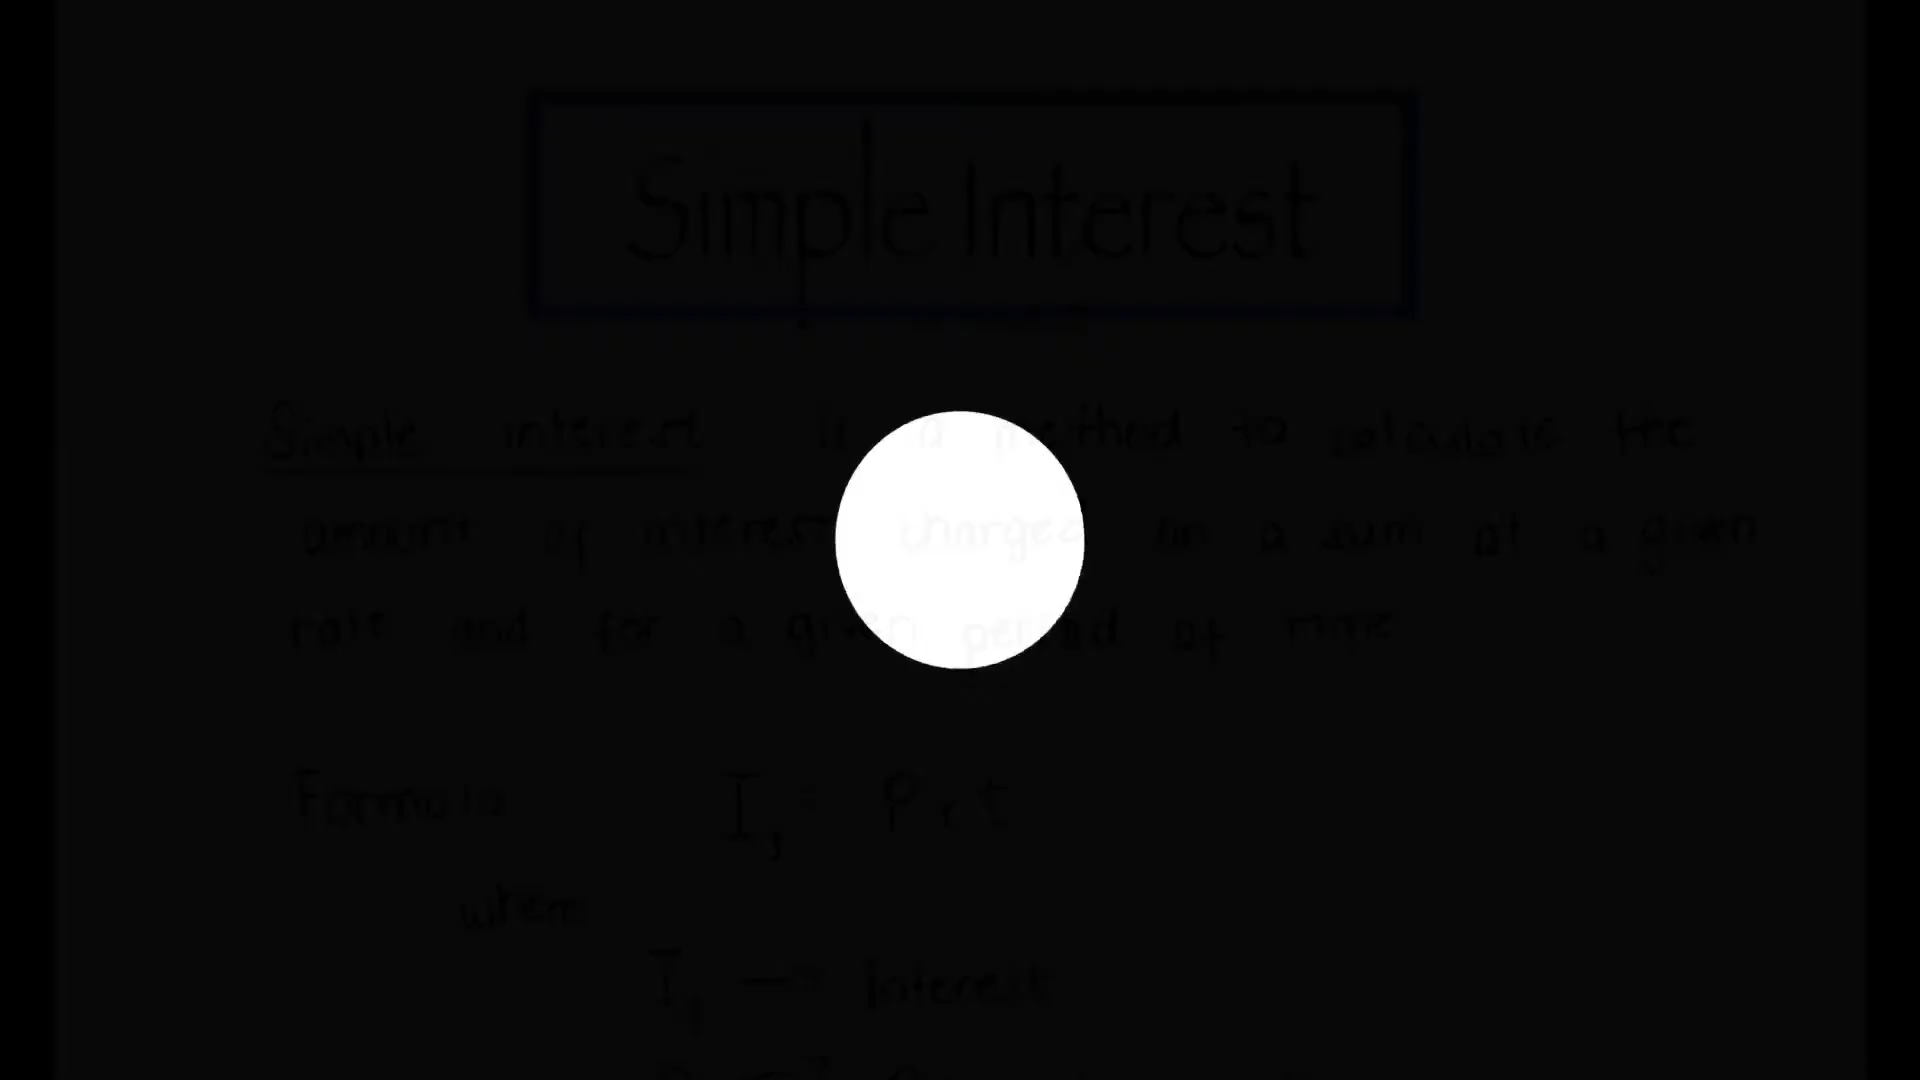 Simple Interest
Simple interest is a method to calculate the
amount of interest charged on a sum at a given
rate and for a given period of time
Formula I, = Prt
where
I, → Interest